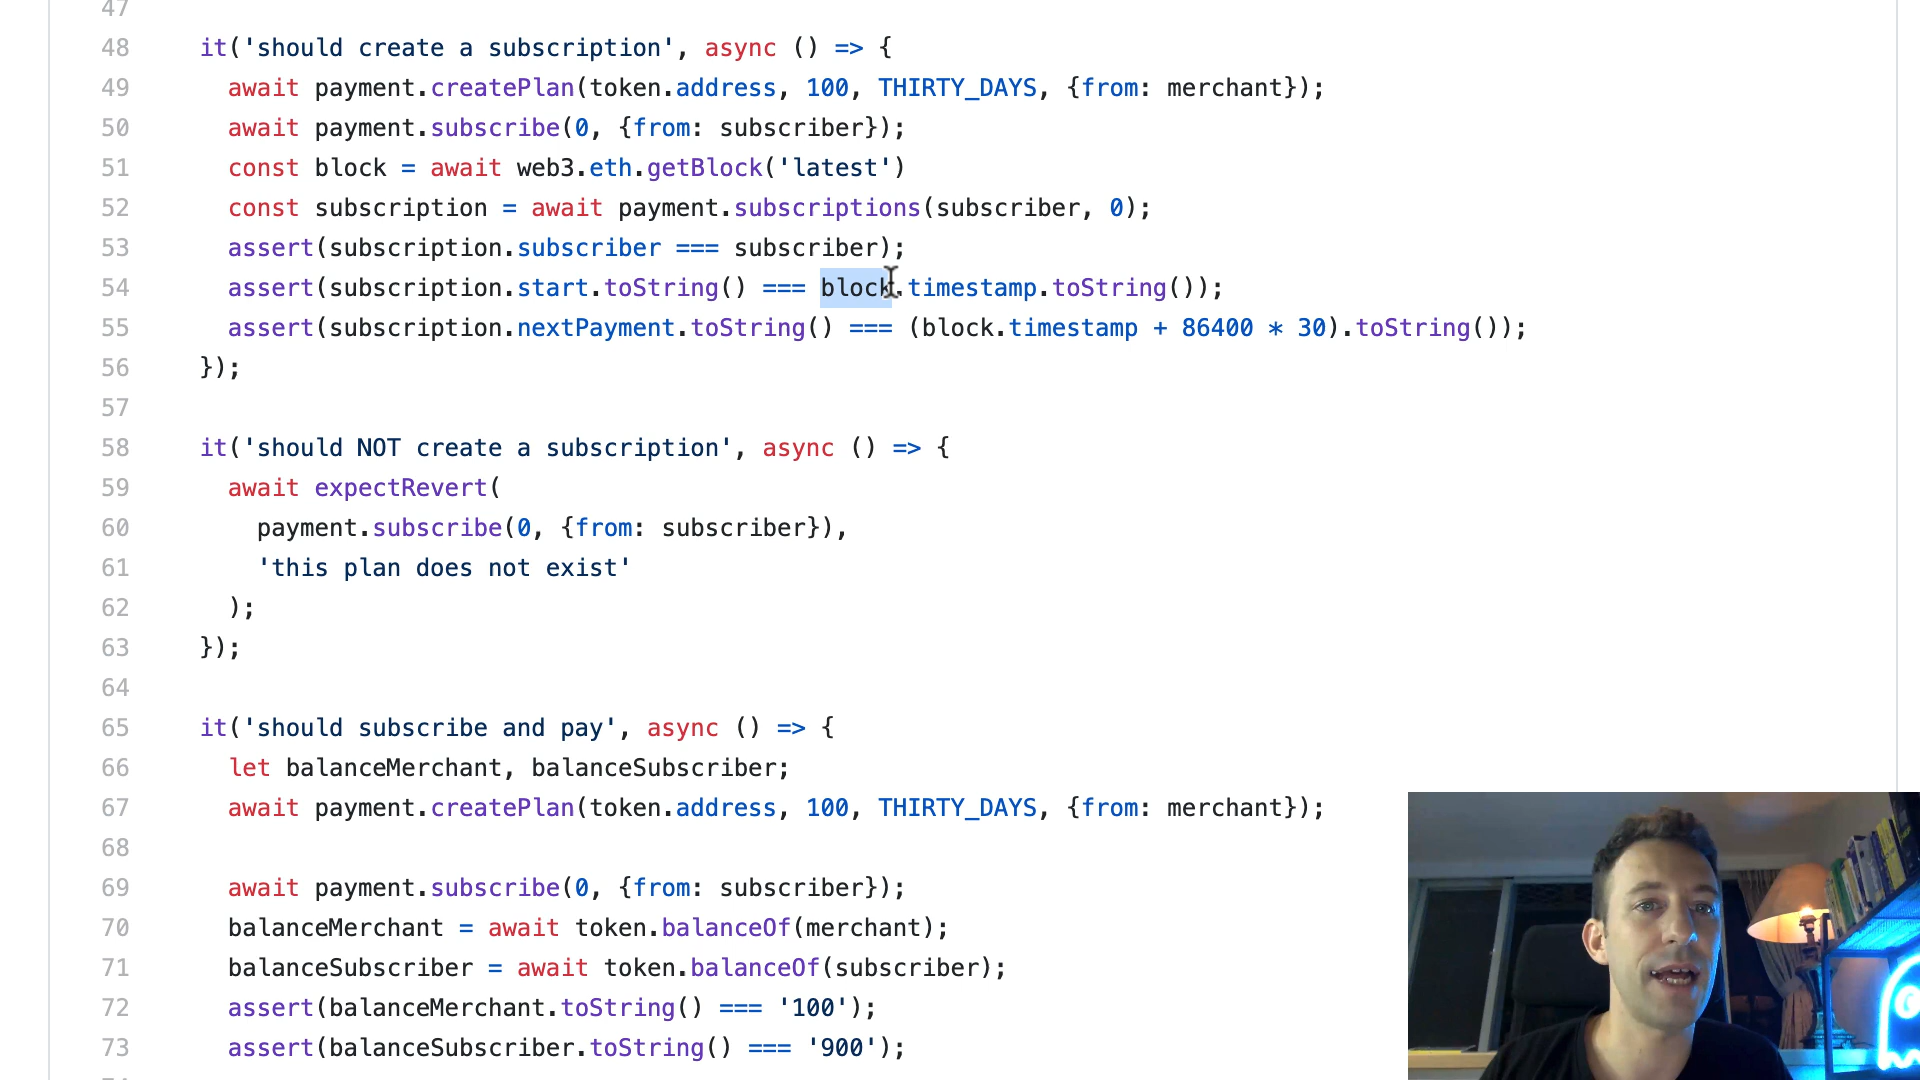 47
48 it('should create a subscription', async () => {
49 await payment.createPlan(token.address, 100, THIRTY_DAYS, {from: merchant});
50 await payment.subscribe(0, {from: subscriber});
51 const block = await web3.eth.getBlock('latest')
52 const subscription = await payment.subscriptions(subscriber, 0);
53 assert(subscription.subscriber === subscriber);
54 assert(subscription.start.toString() === block.timestamp.toString());
55 assert(subscription.nextPayment.toString() === (block.timestamp + 86400 * 30).toString());
56 });
57
58 it('should NOT create a subscription', async () => {
59 await expectRevert(
60 payment.subscribe(0, {from: subscriber}),
61 'this plan does not exist'
62 );
63 });
64
65 it('should subscribe and pay', async () => {
66 let balanceMerchant, balanceSubscriber;
67 await payment.createPlan(token.address, 100, THIRTY_DAYS, {from: merchant});
68
69 await payment.subscribe(0, {from: subscriber});
70 balanceMerchant = await token.balanceOf(merchant);
71 balanceSubscriber = await token.balanceOf(subscriber);
72 assert(balanceMerchant.toString() === '100');
73 assert(balanceSubscriber.toString() === '900');